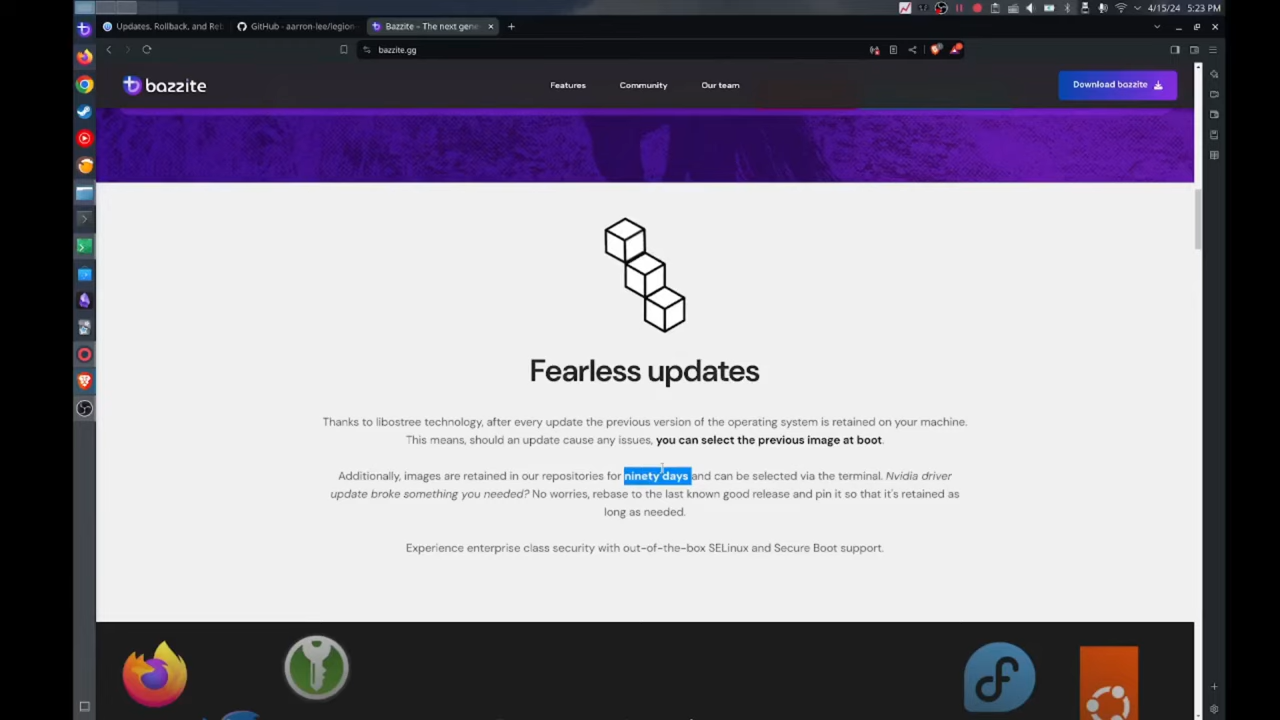 4/15/24 5:23 PM
Updates, Rollback, and Re
GitHub - aarron-lee/legion
Bazzite – The next gene
bazzite.gg
bazzite
Features
Community
Our team
Download bazzite
Fearless updates
Thanks to libostree technology, after every update the previous version of the operating system is retained on your machine.
This means, should an update cause any issues, you can select the previous image at boot.
Additionally, images are retained in our repositories for ninety days and can be selected via the terminal. Nvidia driver
update broke something you needed? No worries, rebase to the last known good release and pin it so that it's retained as
long as needed.
Experience enterprise class security with out-of-the-box SELinux and Secure Boot support.